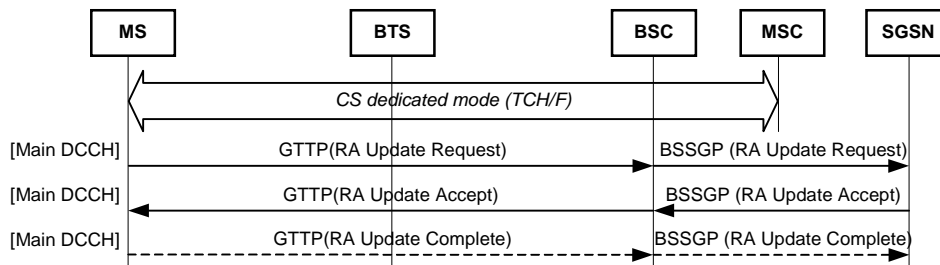 MS BTS BSC MSC SGSN
CS dedicated mode (TCH/F)
[Main DCCH] GTTP(RA Update Request) BSSGP (RA Update Request)
[Main DCCH] GTTP(RA Update Accept) BSSGP (RA Update Accept)
[Main DCCH] GTTP(RA Update Complete) BSSGP (RA Update Complete)